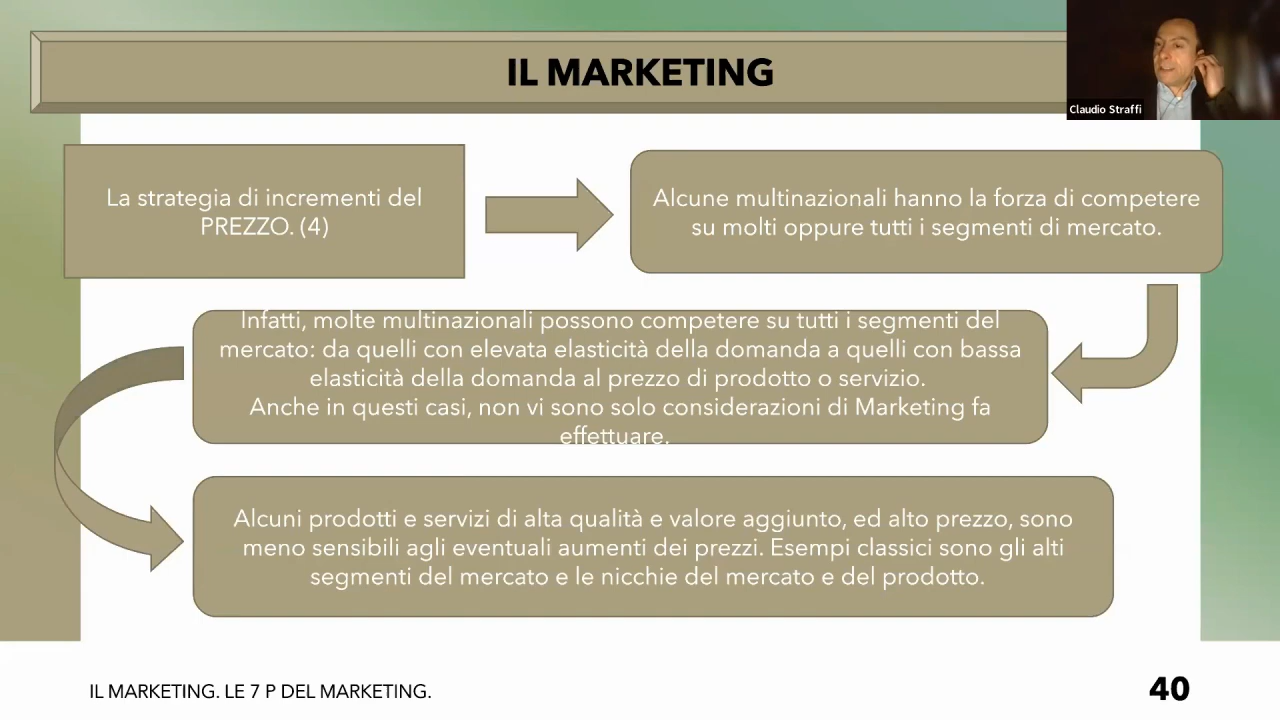 IL MARKETING
Claudio Straffi
La strategia di incrementi del
PREZZO. (4)
Alcune multinazionali hanno la forza di competere
su molti oppure tutti i segmenti di mercato.
Infatti, molte multinazionali possono competere su tutti i segmenti del
mercato: da quelli con elevata elasticità della domanda a quelli con bassa
elasticità della domanda al prezzo di prodotto o servizio.
Anche in questi casi, non vi sono solo considerazioni di Marketing fa
effettuare.
Alcuni prodotti e servizi di alta qualità e valore aggiunto, ed alto prezzo, sono
meno sensibili agli eventuali aumenti dei prezzi. Esempi classici sono gli alti
segmenti del mercato e le nicchie del mercato e del prodotto.
IL MARKETING. LE 7 P DEL MARKETING.
40